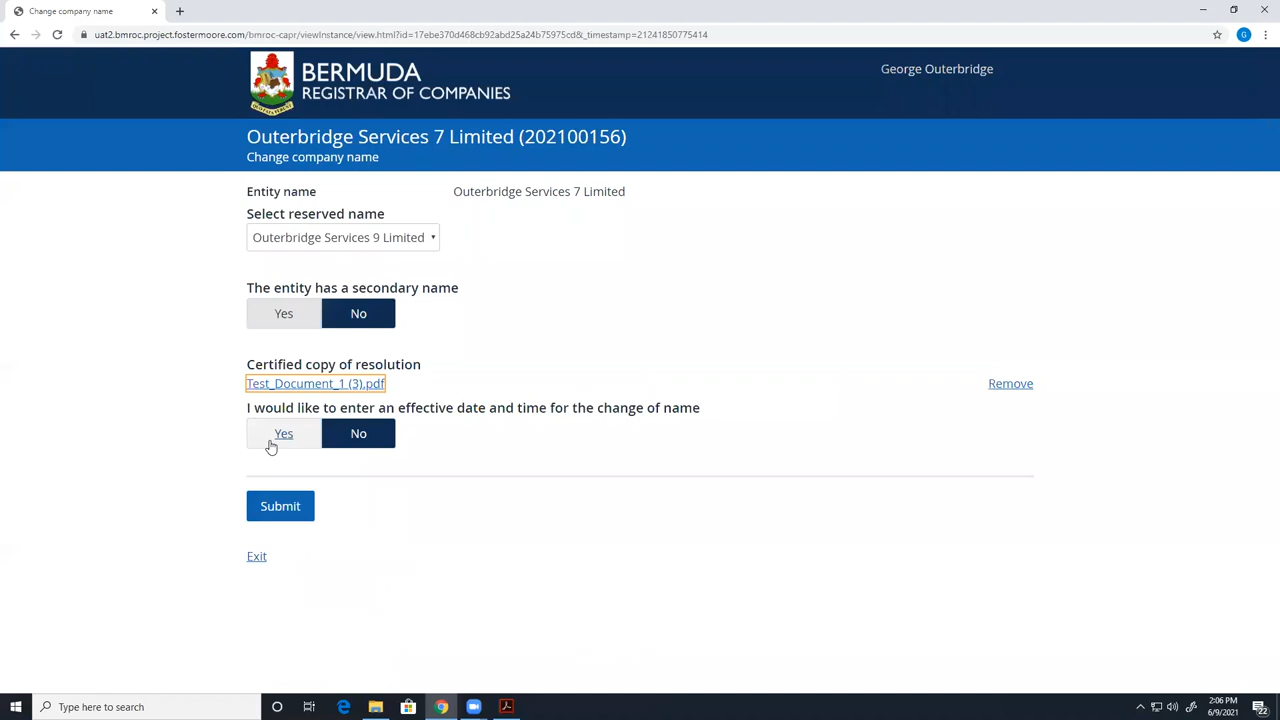 Change company name
uat2.bmroc.project.fostermoore.com/bmroc-capr/viewInstance/view.html?id=17ebe370d468cb92abd25a24b75975cd&_timestamp=21241850775414
G
BERMUDA
REGISTRAR OF COMPANIES
George Outerbridge
Outerbridge Services 7 Limited (202100156)
Change company name
Entity name Outerbridge Services 7 Limited
Select reserved name
Outerbridge Services 9 Limited
The entity has a secondary name
Yes No
Certified copy of resolution
Test_Document_1 (3).pdf Remove
I would like to enter an effective date and time for the change of name
Yes No
Submit
Exit
Type here to search
2:06 PM
6/9/2021
22